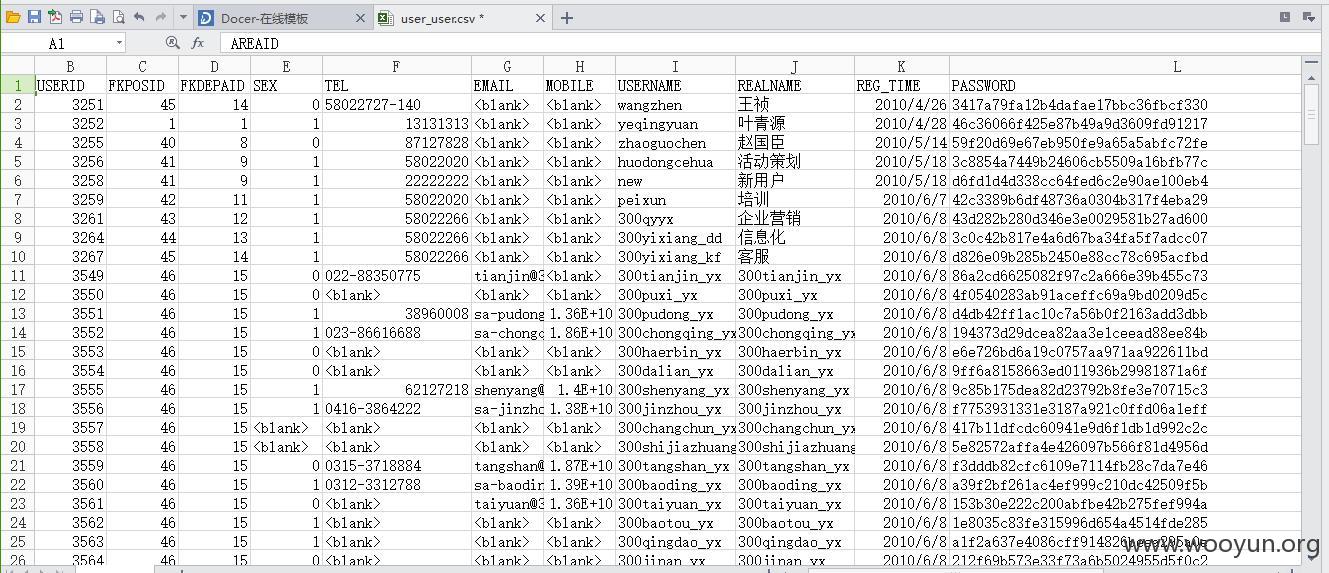 Docer-在线模板 user_user.csv *
A1 fx AREAID
B C D E F G H I J K L
1 USERID FKPOSID FKDEPAID SEX TEL EMAIL MOBILE USERNAME REALNAME REG_TIME PASSWORD
2 3251 45 14 0 58022727-140 <blank> <blank> wangzhen 王祯 2010/4/26 3417a79fa12b4dafae17bbc36fbcf330
3 3252 1 1 1 13131313 <blank> <blank> yeqingyuan 叶青源 2010/4/28 46c36066f425e87b49a9d3609fd91217
4 3255 40 8 0 87127828 <blank> <blank> zhaoguochen 赵国臣 2010/5/14 59f20d69e67eb950fe9a65a5abfc72fe
5 3256 41 9 1 58022020 <blank> <blank> huodongcehua 活动策划 2010/5/18 3c8854a7449b24606cb5509a16bfb77c
6 3258 41 9 1 22222222 <blank> <blank> new 新用户 2010/5/18 d6fd1d4d338cc64fed6c2e90ae100eb4
7 3259 42 11 1 58022020 <blank> <blank> peixun 培训 2010/6/7 42c3389b6df48736a0304b317f4eba29
8 3261 43 12 1 58022266 <blank> <blank> 300qyyx 企业营销 2010/6/8 43d282b280d346e3e0029581b27ad600
9 3264 44 13 1 58022266 <blank> <blank> 300yixiang_dd 信息化 2010/6/8 3c0c42b817e4a6d67ba34fa5f7adcc07
10 3267 45 14 1 58022266 <blank> <blank> 300yixiang_kf 客服 2010/6/8 d826e09b285b2450e88cc78c695acfbd
11 3549 46 15 0 022-88350775 tianjin@3 <blank> 300tianjin_yx 300tianjin_yx 2010/6/8 86a2cd6625082f97c2a666e39b455c73
12 3550 46 15 0 <blank> <blank> <blank> 300puxi_yx 300puxi_yx 2010/6/8 4f0540283ab91aceffc69a9bd0209d5c
13 3551 46 15 1 38960008 sa-pudong 1.36E+10 300pudong_yx 300pudong_yx 2010/6/8 d4db42ff1ac10c7a56b0f2163add3dbb
14 3552 46 15 1 023-86616688 sa-chongq 1.86E+10 300chongqing_yx 300chongqing_yx 2010/6/8 194373d29dcea82aa3e1ceead88ee84b
15 3553 46 15 0 <blank> <blank> <blank> 300haerbin_yx 300haerbin_yx 2010/6/8 e6e726bd6a19c0757aa971aa922611bd
16 3554 46 15 0 <blank> <blank> <blank> 300dalian_yx 300dalian_yx 2010/6/8 9ff6a8158663ed011936b29981871a6f
17 3555 46 15 1 62127218 shenyang@ 1.4E+10 300shenyang_yx 300shenyang_yx 2010/6/8 9c85b175dea82d23792b8fe3e70715c3
18 3556 46 15 1 0416-3864222 sa-jinzho 1.38E+10 300jinzhou_yx 300jinzhou_yx 2010/6/8 f7753931331e3187a921c0ffd06a1eff
19 3557 46 15 <blank> <blank> <blank> <blank> 300changchun_yx 300changchun_yx 2010/6/8 417b11dfcdc60941e9d6f1db1d992c2c
20 3558 46 15 <blank> <blank> <blank> <blank> 300shijiazhuang 300shijiazhuang 2010/6/8 5e82572affa4e426097b566f81d4956d
21 3559 46 15 0 0315-3718884 tangshan@ 1.87E+10 300tangshan_yx 300tangshan_yx 2010/6/8 f3dddb82cfc6109e7114fb28c7da7e46
22 3560 46 15 1 0312-3312788 sa-baodin 1.39E+10 300baoding_yx 300baoding_yx 2010/6/8 a39f2bf261ac4ef999c210dc42509f5b
23 3561 46 15 0 <blank> taiyuan@3 1.36E+10 300taiyuan_yx 300taiyuan_yx 2010/6/8 153b30e222c200abfbe42b275fef994a
24 3562 46 15 1 <blank> <blank> <blank> 300baotou_yx 300baotou_yx 2010/6/8 1e8035c83fe315996d654a4514fde285
25 3563 46 15 1 <blank> <blank> <blank> 300qingdao_yx 300qingdao_yx 2010/6/8
26 3564 46 15 0 <blank> <blank> <blank> 300jinan_yx 300jinan_yx 2010/6/8
www.wooyun.org